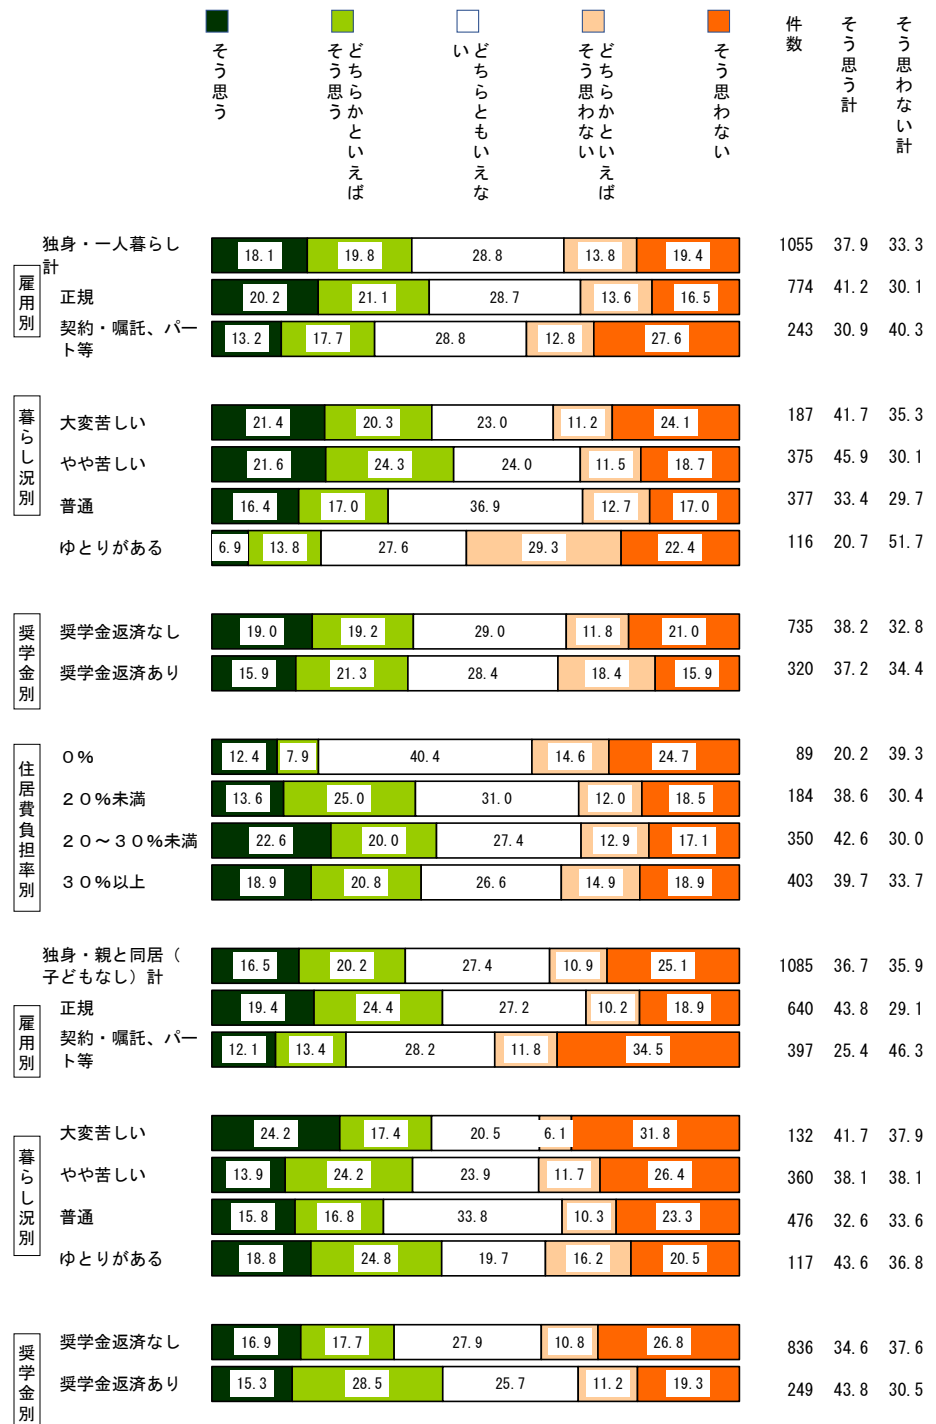 そう思う
どちらかといえば
そう思う
どちらともいえな
い
どちらかといえば
そう思わない
そう思わない
件数
そう思う計
そう思わない計
独身・一人暮らし
計
18.1 19.8 28.8 13.8 19.4 1055 37.9 33.3
雇用別
正規
20.2 21.1 28.7 13.6 16.5 774 41.2 30.1
契約・嘱託、パー
ト等
13.2 17.7 28.8 12.8 27.6 243 30.9 40.3
暮らし況別
大変苦しい 21.4 20.3 23.0 11.2 24.1 187 41.7 35.3
やや苦しい 21.6 24.3 24.0 11.5 18.7 375 45.9 30.1
普通 16.4 17.0 36.9 12.7 17.0 377 33.4 29.7
ゆとりがある 6.9 13.8 27.6 29.3 22.4 116 20.7 51.7
奨学金別
奨学金返済なし 19.0 19.2 29.0 11.8 21.0 735 38.2 32.8
奨学金返済あり 15.9 21.3 28.4 18.4 15.9 320 37.2 34.4
住居費負担率別
0% 12.4 7.9 40.4 14.6 24.7 89 20.2 39.3
20%未満 13.6 25.0 31.0 12.0 18.5 184 38.6 30.4
20~30%未満 22.6 20.0 27.4 12.9 17.1 350 42.6 30.0
30%以上 18.9 20.8 26.6 14.9 18.9 403 39.7 33.7
独身・親と同居(
子どもなし)計
16.5 20.2 27.4 10.9 25.1 1085 36.7 35.9
雇用別
正規 19.4 24.4 27.2 10.2 18.9 640 43.8 29.1
契約・嘱託、パー
ト等
12.1 13.4 28.2 11.8 34.5 397 25.4 46.3
暮らし況別
大変苦しい 24.2 17.4 20.5 6.1 31.8 132 41.7 37.9
やや苦しい 13.9 24.2 23.9 11.7 26.4 360 38.1 38.1
普通 15.8 16.8 33.8 10.3 23.3 476 32.6 33.6
ゆとりがある 18.8 24.8 19.7 16.2 20.5 117 43.6 36.8
奨学金別
奨学金返済なし 16.9 17.7 27.9 10.8 26.8 836 34.6 37.6
奨学金返済あり 15.3 28.5 25.7 11.2 19.3 249 43.8 30.5